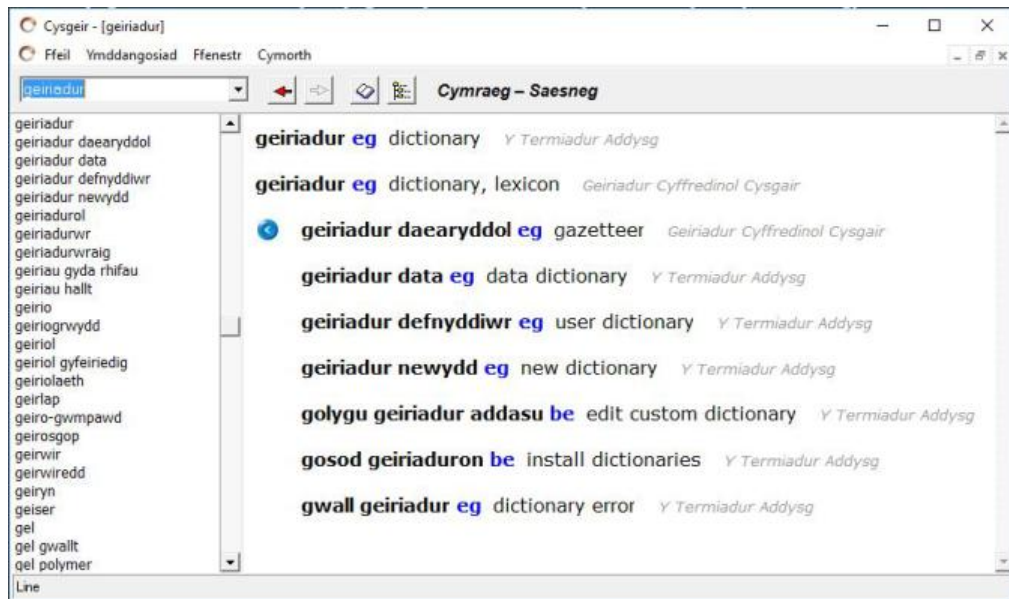 Cysgeir - [geiriadur]
Ffeil Ymddangosiad Ffenestr Cymorth
geiriadur
Cymraeg – Saesneg
geiriadur
geiriadur daearyddol
geiriadur data
geiriadur defnyddiwr
geiriadur newydd
geiriadurol
geiriadurwr
geiriadurwraig
geiriau gyda rhifau
geiriau hallt
geirio
geiriogrwydd
geiriol
geiriol gyfeiriedig
geiriolaeth
geirlap
geiro-gwmpawd
geirosgop
geirwir
geirwiredd
geiryn
geiser
gel
gel gwallt
gel polymer
geiriadur eg dictionary Y Termiadur Addysg
geiriadur eg dictionary, lexicon Geiriadur Cyffredinol Cysgair
geiriadur daearyddol eg gazetteer Geiriadur Cyffredinol Cysgair
geiriadur data eg data dictionary Y Termiadur Addysg
geiriadur defnyddiwr eg user dictionary Y Termiadur Addysg
geiriadur newydd eg new dictionary Y Termiadur Addysg
golygu geiriadur addasu be edit custom dictionary Y Termiadur Addysg
gosod geiriaduron be install dictionaries Y Termiadur Addysg
gwall geiriadur eg dictionary error Y Termiadur Addysg
Line